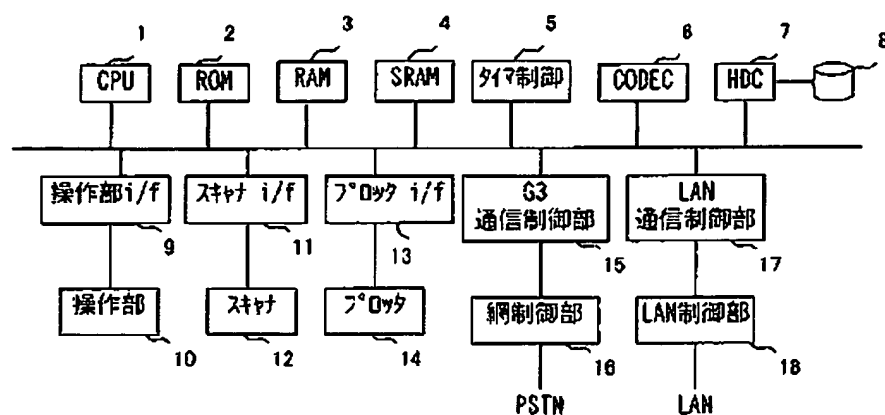 1 2 3 4 5 6 7 8
CPU ROM RAM SRAM ﾀｲﾏ制御 CODEC HDC
操作部i/f ｽｷｬﾅ i/f ﾌﾟﾛｯﾀ i/f G3 LAN
通信制御部 通信制御部
9 11 13 15 17
操作部 ｽｷｬﾅ ﾌﾟﾛｯﾀ 網制御部 LAN制御部
10 12 14 16 18
PSTN LAN